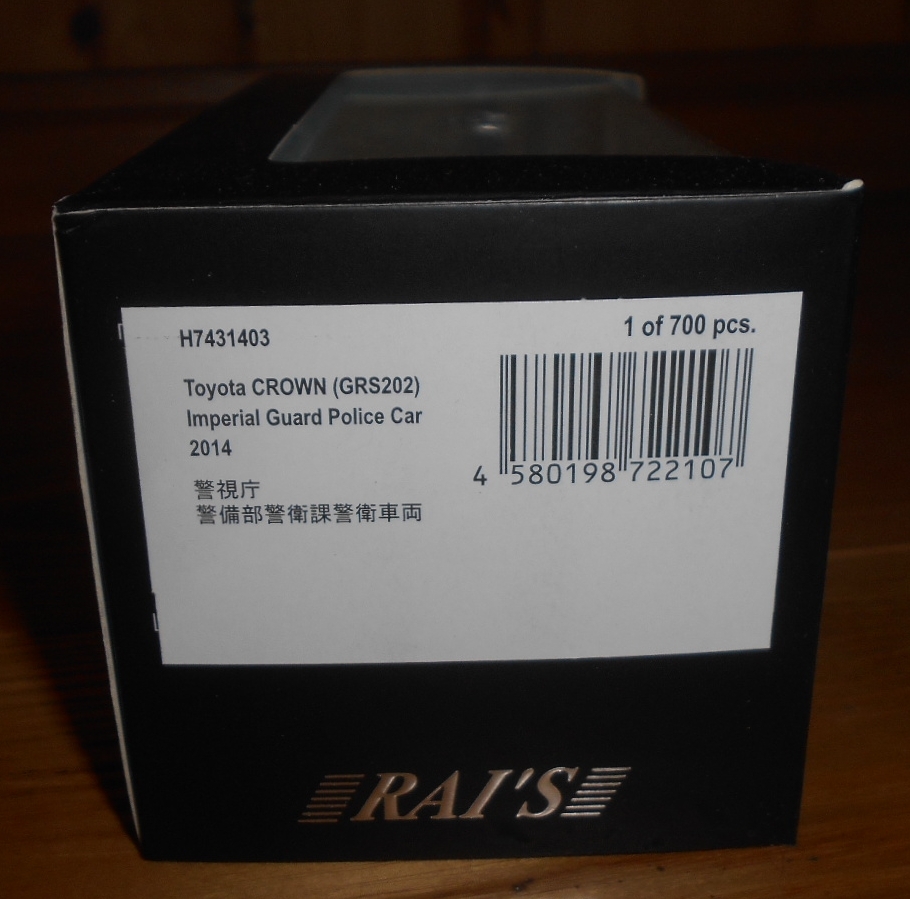 H7431403
1 of 700 pcs.
Toyota CROWN (GRS202)
Imperial Guard Police Car
2014
警視庁
警備部警衛課警衛車両
4 580198 722107
RAI'S